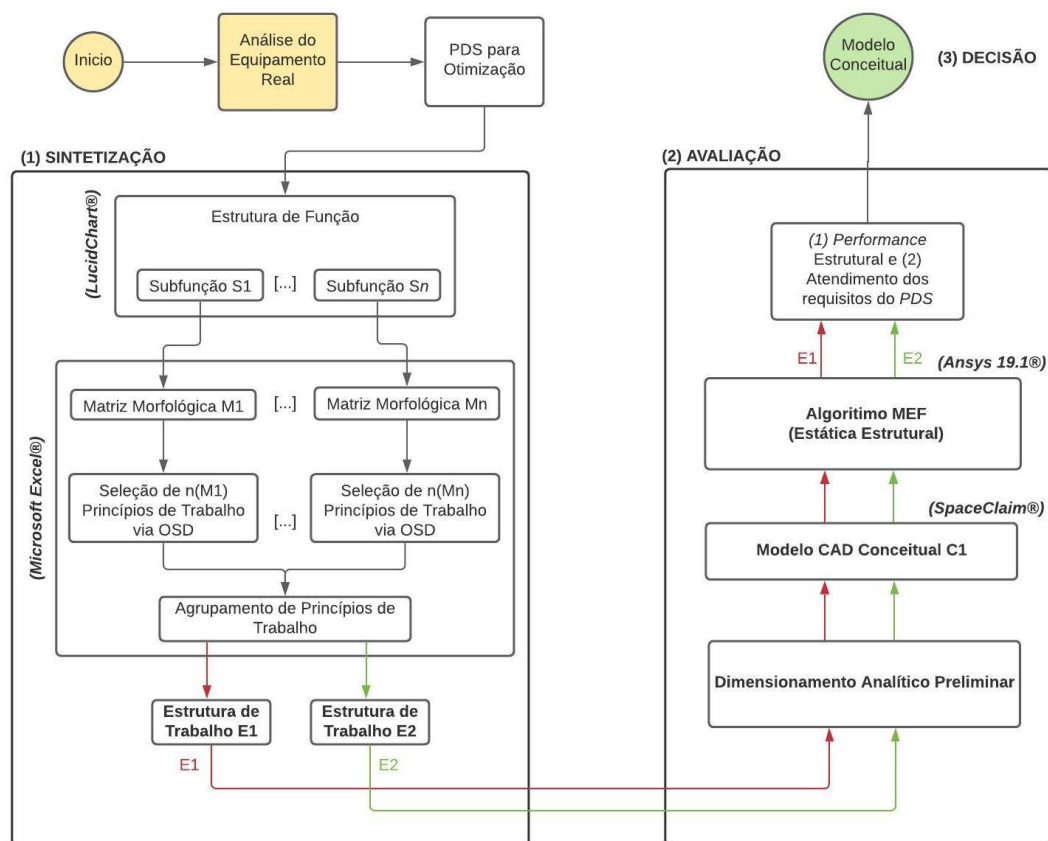 Inicio
Análise do
Equipamento
Real
PDS para
Otimização
(1) SINTETIZAÇÃO
(LucidChart®)
Estrutura de Função
Subfunção S1
[...]
Subfunção Sn
(Microsoft Excel®)
Matriz Morfológica M1
[...]
Matriz Morfológica Mn
Seleção de n(M1)
Princípios de Trabalho
via OSD
[...]
Seleção de n(Mn)
Princípios de Trabalho
via OSD
Agrupamento de Princípios de
Trabalho
Estrutura de
Trabalho E1
Estrutura de
Trabalho E2
E1
E2
Modelo
Conceitual
(3) DECISÃO
(2) AVALIAÇÃO
(1) Performance
Estrutural e (2)
Atendimento dos
requisitos do PDS
E1
E2
(Ansys 19.1®)
Algoritimo MEF
(Estática Estrutural)
(SpaceClaim®)
Modelo CAD Conceitual C1
Dimensionamento Analítico Preliminar